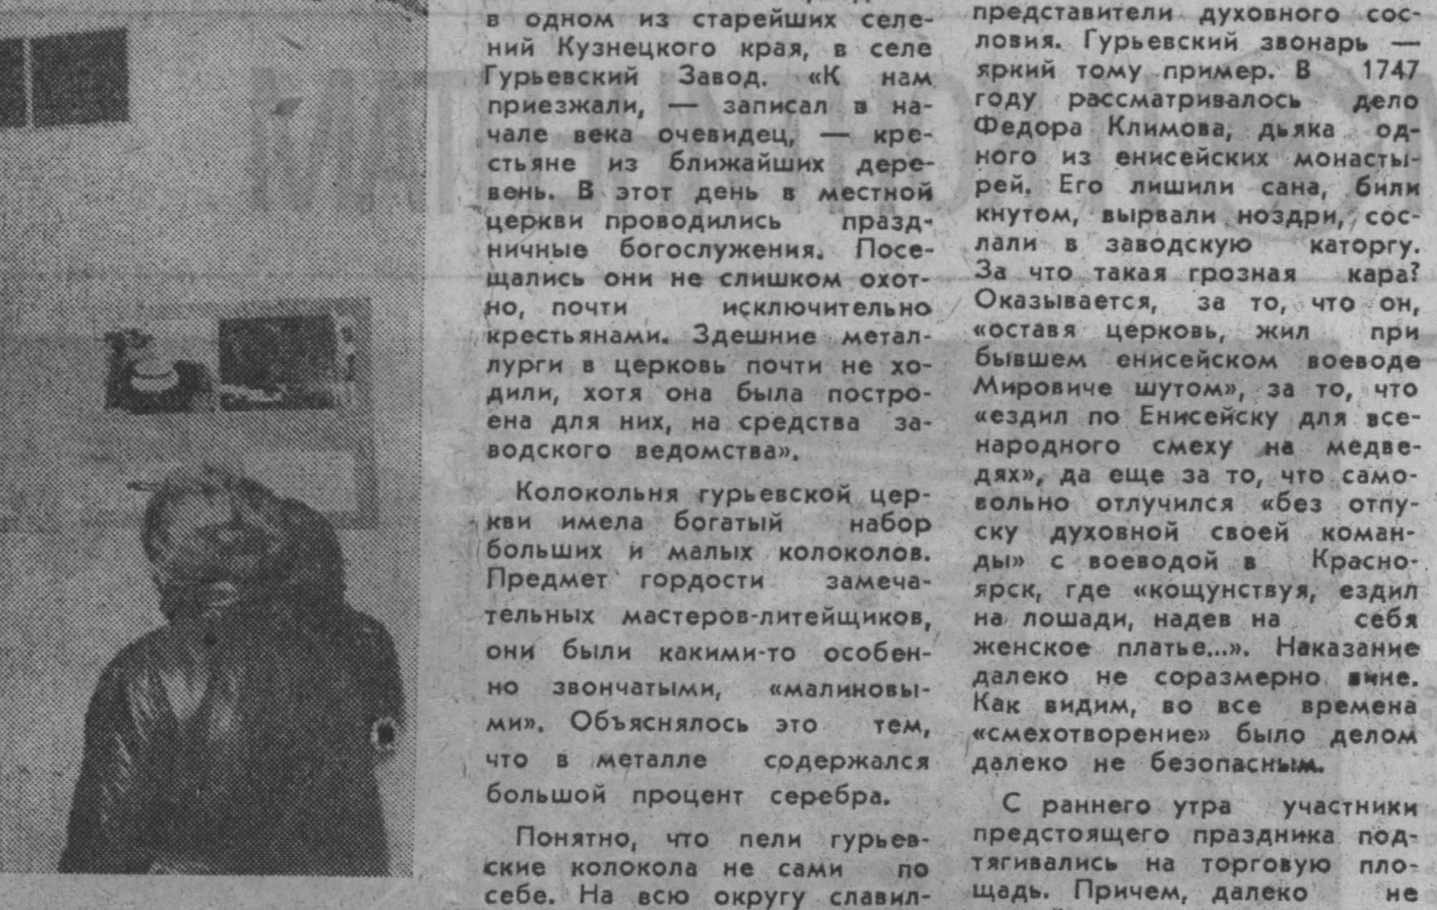 в одном из старейших селе-
ний Кузнецкого края, в селе
Гурьевский Завод. «К нам
приезжали, — записал в на-
чале века очевидец, — кре-
стьяне из ближайших дере-
вень. В этот день в местной
церкви проводились празд-
ничные богослужения. Посе-
щались они не слишком охот-
но, почти исключительно
крестьянами. Здешние метал-
лурги в церковь почти не хо-
дили, хотя она была постро-
ена для них, на средства за-
водского ведомства».
Колокольня гурьевской цер-
кви имела богатый набор
больших и малых колоколов.
Предмет гордости замеча-
тельных мастеров-литейщиков,
они были какими-то особен-
но звончатыми, «малиновы-
ми». Объяснялось это тем,
что в металле содержался
большой процент серебра.
Понятно, что пели гурьев-
ские колокола не сами по
себе. На всю округу славил-
представители духовного сос-
ловия. Гурьевский звонарь —
яркий тому пример. В 1747
году рассматривалось дело
Федора Климова, дьяка од-
ного из енисейских монасты-
рей. Его лишили сана, били
кнутом, вырвали ноздри, сос-
лали в заводскую каторгу.
За что такая грозная кара?
Оказывается, за то, что он,
«оставя церковь, жил при
бывшем енисейском воеводе
Мировиче шутом», за то, что
«ездил по Енисейску для все-
народного смеху на медве-
дях», да еще за то, что само-
вольно отлучился «без отпу-
ску духовной своей коман-
ды» с воеводой в Красно-
ярск, где «кощунствуя, ездил
на лошади, надев на себя
женское платье...». Наказание
далеко не соразмерно вине.
Как видим, во все времена
«смехотворение» было делом
далеко не безопасным.
С раннего утра участники
предстоящего праздника под-
тягивались на торговую пло-
щадь. Причем, далеко не